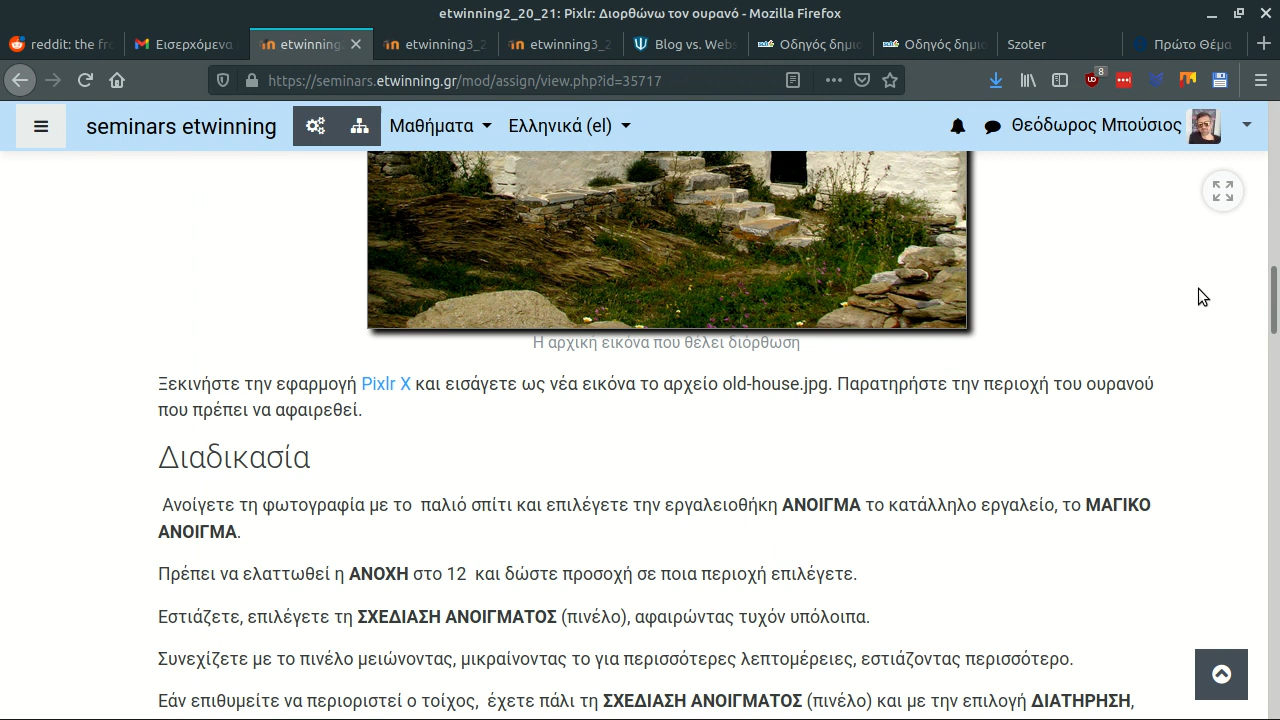 etwinning2_20_21: Pixlr: Διορθώνω τον ουρανό - Mozilla Firefox
reddit: the fr
Εισερχόμενα
etwinning
etwinning3_2
etwinning3_2
Blog vs. Webs
Οδηγός δημι
Οδηγός δημι
Szoter
Πρώτο Θέμα
https://seminars.etwinning.gr/mod/assign/view.php?id=35717
8
seminars etwinning
Μαθήματα
Ελληνικά (el)
Θεόδωρος Μπούσιος
Η αρχική εικόνα που θέλει διόρθωση
Ξεκινήστε την εφαρμογή Pixlr X και εισάγετε ως νέα εικόνα το αρχείο old-house.jpg. Παρατηρήστε την περιοχή του ουρανού
που πρέπει να αφαιρεθεί.
Διαδικασία
Ανοίγετε τη φωτογραφία με το παλιό σπίτι και επιλέγετε την εργαλειοθήκη ΑΝΟΙΓΜΑ το κατάλληλο εργαλείο, το ΜΑΓΙΚΟ
ΑΝΟΙΓΜΑ.
Πρέπει να ελαττωθεί η ΑΝΟΧΗ στο 12 και δώστε προσοχή σε ποια περιοχή επιλέγετε.
Εστιάζετε, επιλέγετε τη ΣΧΕΔΙΑΣΗ ΑΝΟΙΓΜΑΤΟΣ (πινέλο), αφαιρώντας τυχόν υπόλοιπα.
Συνεχίζετε με το πινέλο μειώνοντας, μικραίνοντας το για περισσότερες λεπτομέρειες, εστιάζοντας περισσότερο.
Εάν επιθυμείτε να περιοριστεί ο τοίχος, έχετε πάλι τη ΣΧΕΔΙΑΣΗ ΑΝΟΙΓΜΑΤΟΣ (πινέλο) και με την επιλογή ΔΙΑΤΗΡΗΣΗ,